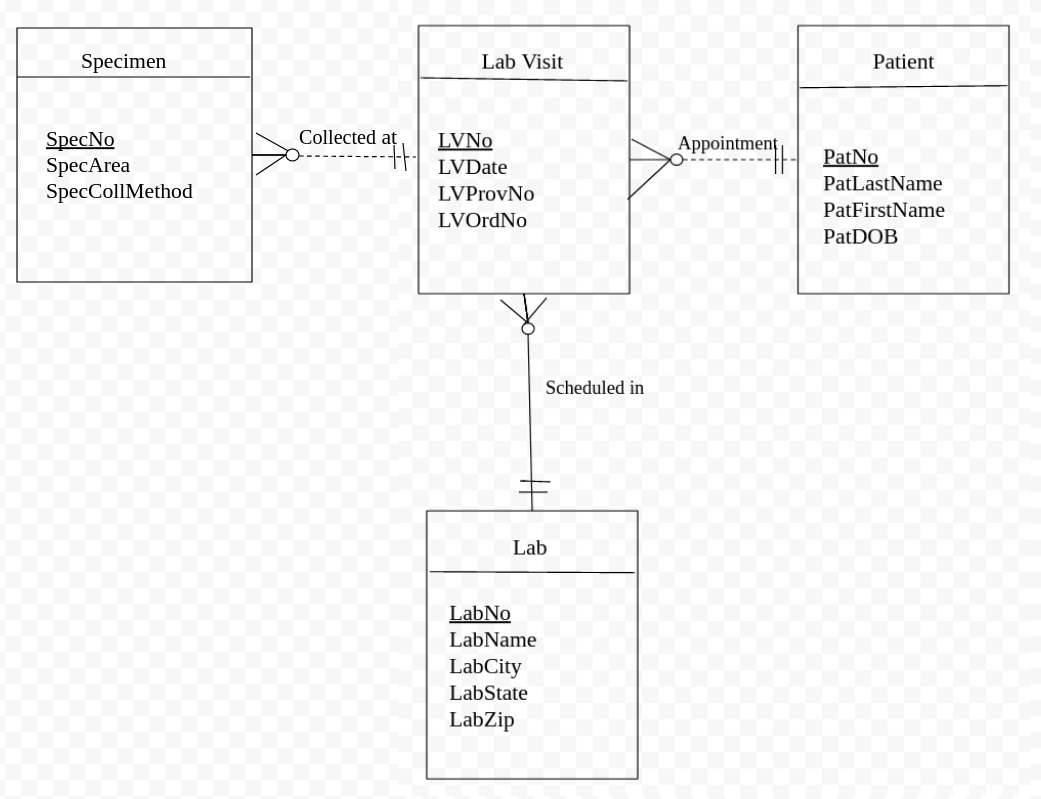 Specimen
SpecNo
SpecArea
SpecCollMethod
Collected at
Lab Visit
LVNo
LVDate
LVProvNo
LVOrdNo
Appointment
Patient
PatNo
PatLastName
PatFirstName
PatDOB
Scheduled in
Lab
LabNo
LabName
LabCity
LabState
LabZip